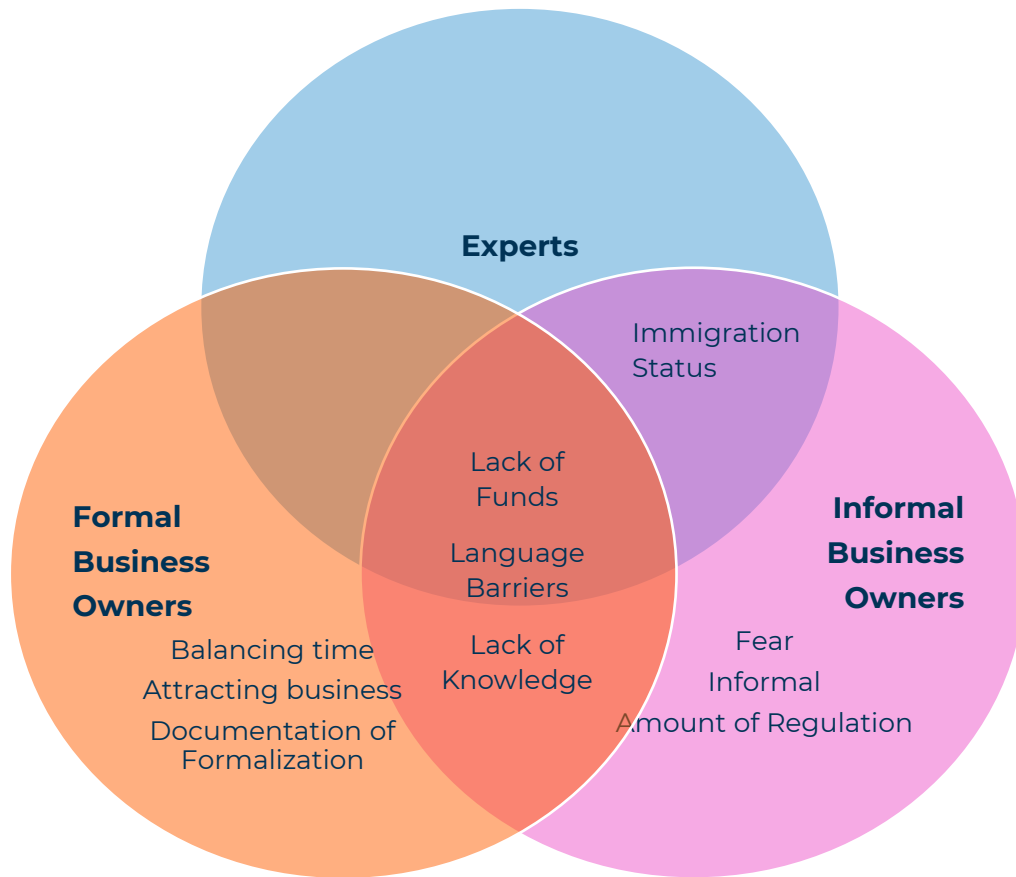 Experts
Immigration
Status
Lack of
Funds
Language
Barriers
Lack of
Knowledge
Formal
Business
Owners
Balancing time
Attracting business
Documentation of
Formalization
Informal
Business
Owners
Fear
Informal
Amount of Regulation